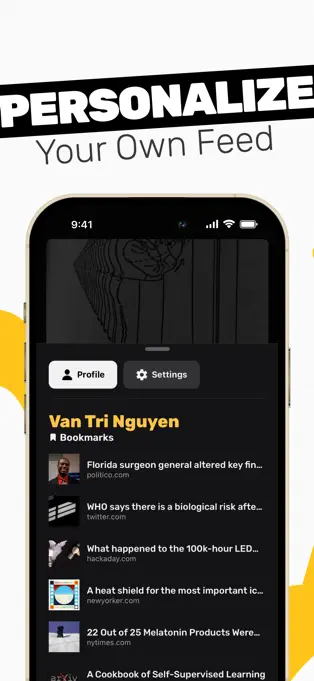 PERSONALIZE
Your Own Feed
9:41
Profile
Settings
Van Tri Nguyen
Bookmarks
Florida surgeon general altered key fin...
politico.com
WHO says there is a biological risk afte...
twitter.com
What happened to the 100k-hour LED...
hackaday.com
A heat shield for the most important ic...
newyorker.com
22 Out of 25 Melatonin Products Were...
nytimes.com
arXiv
A Cookbook of Self-Supervised Learning